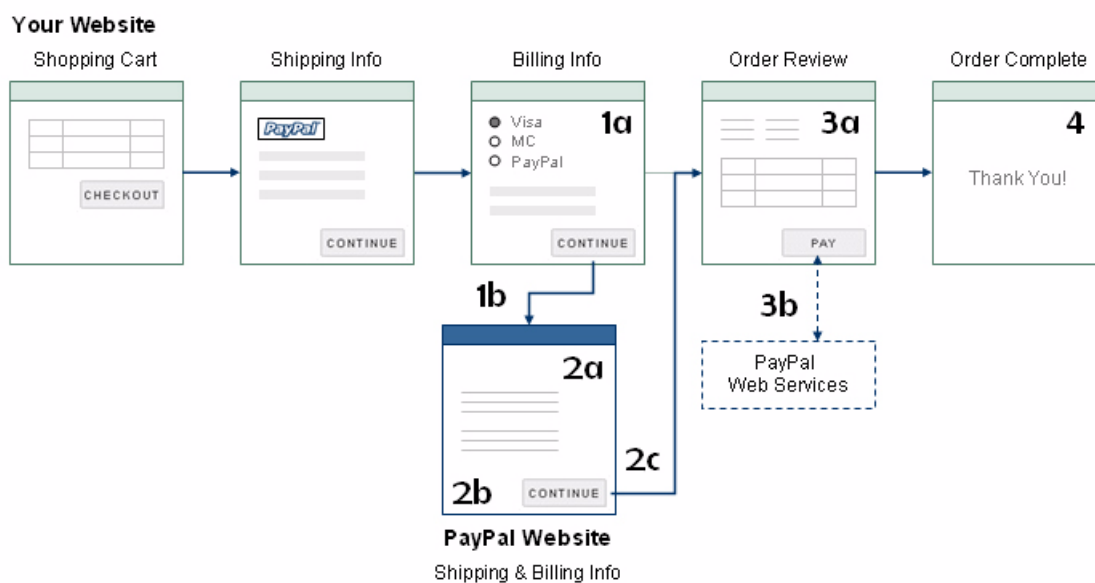 Your Website
Shopping Cart
Shipping Info
Billing Info
Order Review
Order Complete
CHECKOUT
PayPal
CONTINUE
1a
Visa
MC
PayPal
CONTINUE
3a
PAY
4
Thank You!
1b
2a
2b
CONTINUE
2c
PayPal Website
Shipping & Billing Info
3b
PayPal
Web Services